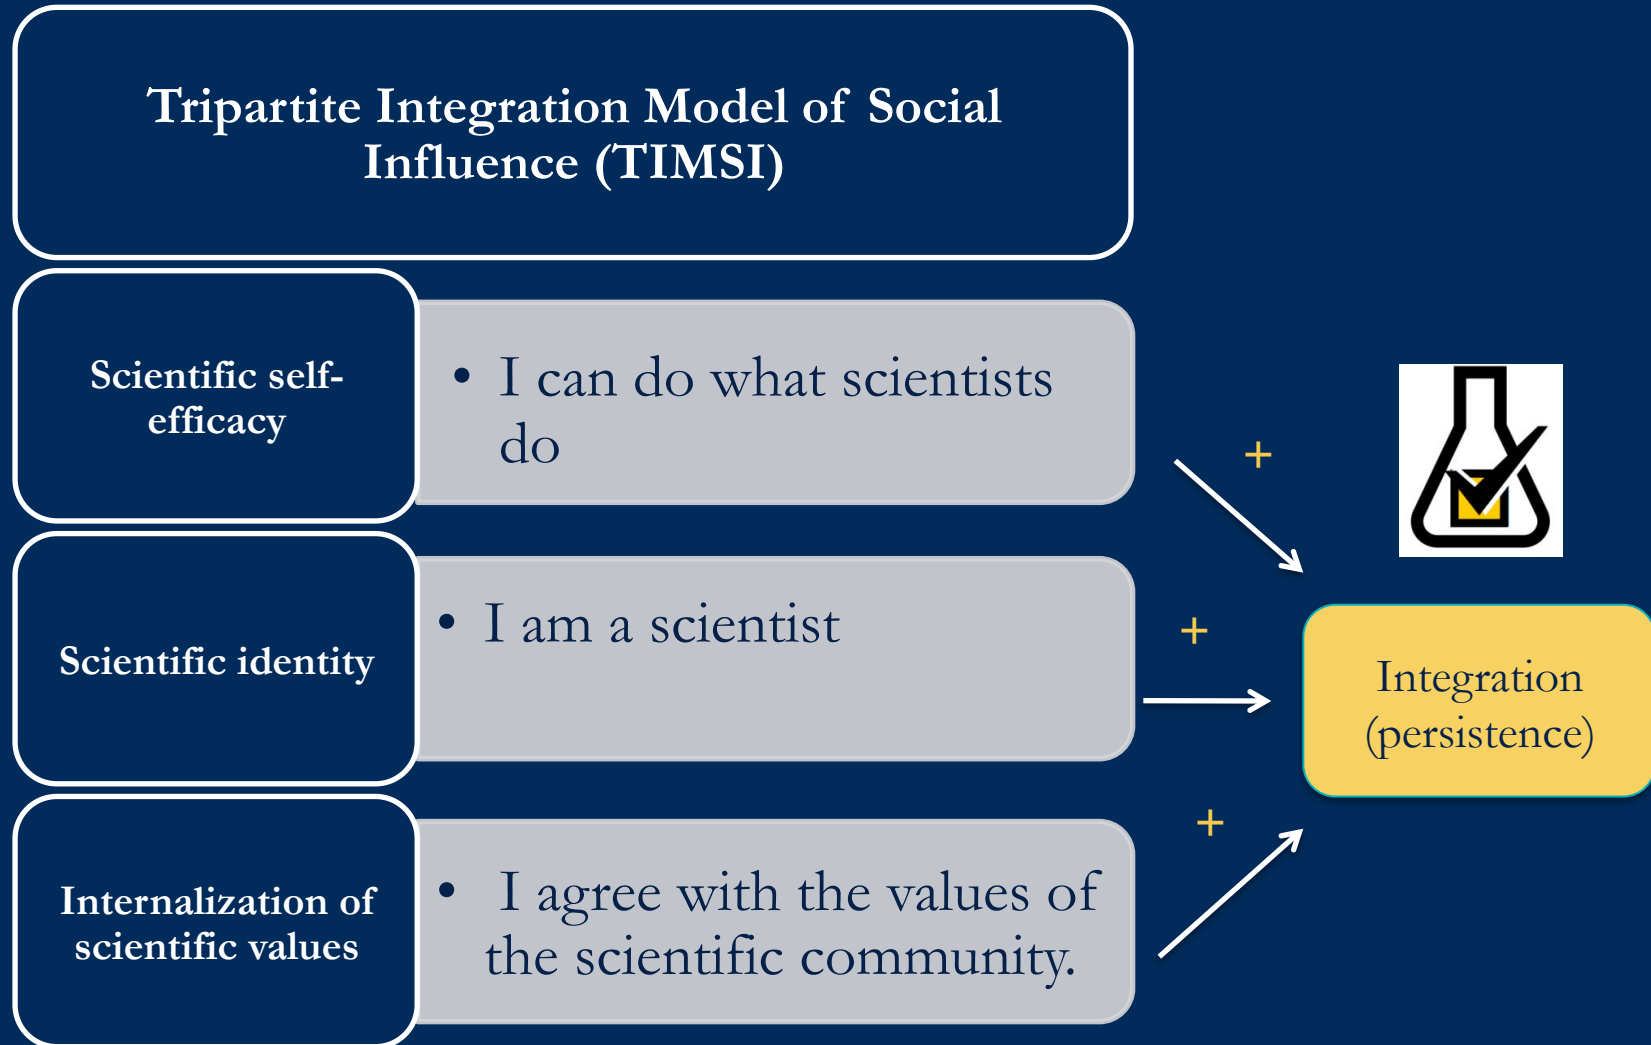 Tripartite Integration Model of Social
Influence (TIMSI)
Scientific self-
efficacy
• I can do what scientists
do
+
Scientific identity
• I am a scientist
+
Integration
(persistence)
Internalization of
scientific values
• I agree with the values of
the scientific community.
+